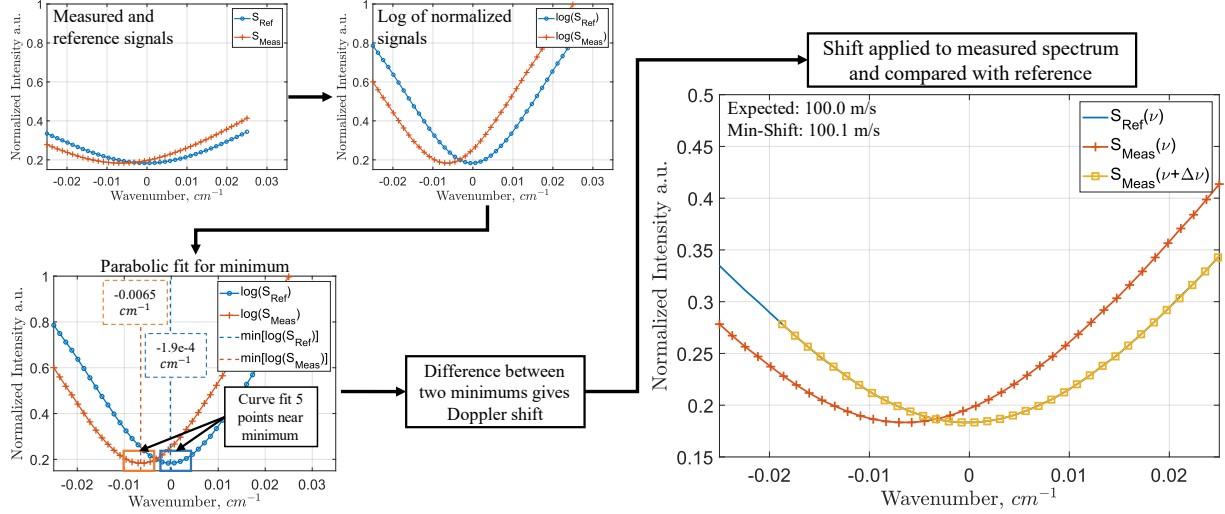 Measured and
reference signals
S_Ref
S_Meas
1
0.8
0.6
0.4
0.2
-0.02 -0.01 0 0.01 0.02 0.03
Normalized Intensity a.u.
Wavenumber, cm⁻¹
Log of normalized
signals
log(S_Ref)
log(S_Meas)
1
0.8
0.6
0.4
0.2
-0.02 -0.01 0 0.01 0.02 0.03
Normalized Intensity a.u.
Wavenumber, cm⁻¹
Parabolic fit for minimum
-0.0065
cm⁻¹
-1.9e-4
cm⁻¹
log(S_Ref)
log(S_Meas)
min[log(S_Ref)]
min[log(S_Meas)]
Curve fit 5
points near
minimum
1
0.8
0.6
0.4
0.2
-0.02 -0.01 0 0.01 0.02 0.03
Normalized Intensity a.u.
Wavenumber, cm⁻¹
Difference between
two minimums gives
Doppler shift
Shift applied to measured spectrum
and compared with reference
Expected: 100.0 m/s
Min-Shift: 100.1 m/s
S_Ref(ν)
S_Meas(ν)
S_Meas(ν+Δν)
0.5
0.45
0.4
0.35
0.3
0.25
0.2
0.15
-0.02 -0.01 0 0.01 0.02
Normalized Intensity a.u.
Wavenumber, cm⁻¹